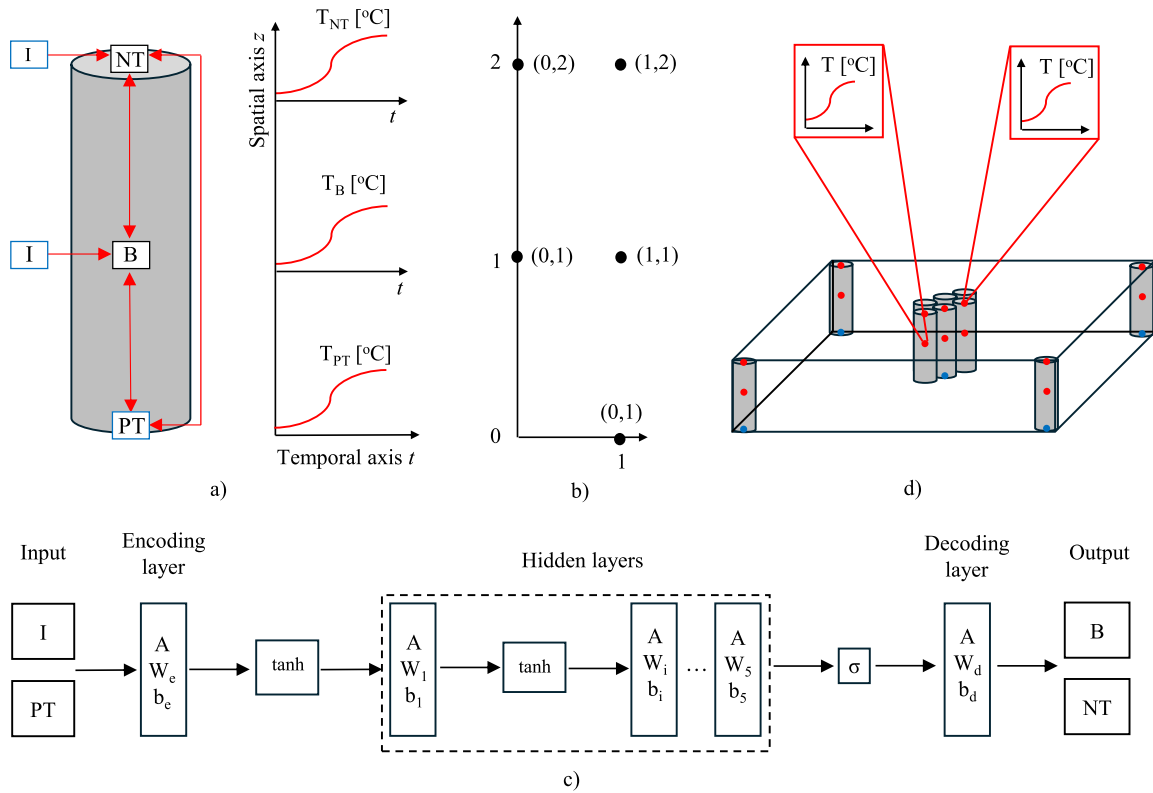 I
NT
I
B
PT
Spatial axis z
T_NT [°C]
t
T_B [°C]
t
T_PT [°C]
Temporal axis t
a)
2
(0,2)
(1,2)
1
(0,1)
(1,1)
0
(0,1)
1
b)
T [°C]
T [°C]
d)
Input
Encoding
layer
Hidden layers
Decoding
layer
Output
I
PT
A
W_e
b_e
tanh
A
W_1
b_1
tanh
A
W_i
b_i
...
A
W_5
b_5
σ
A
W_d
b_d
B
NT
c)